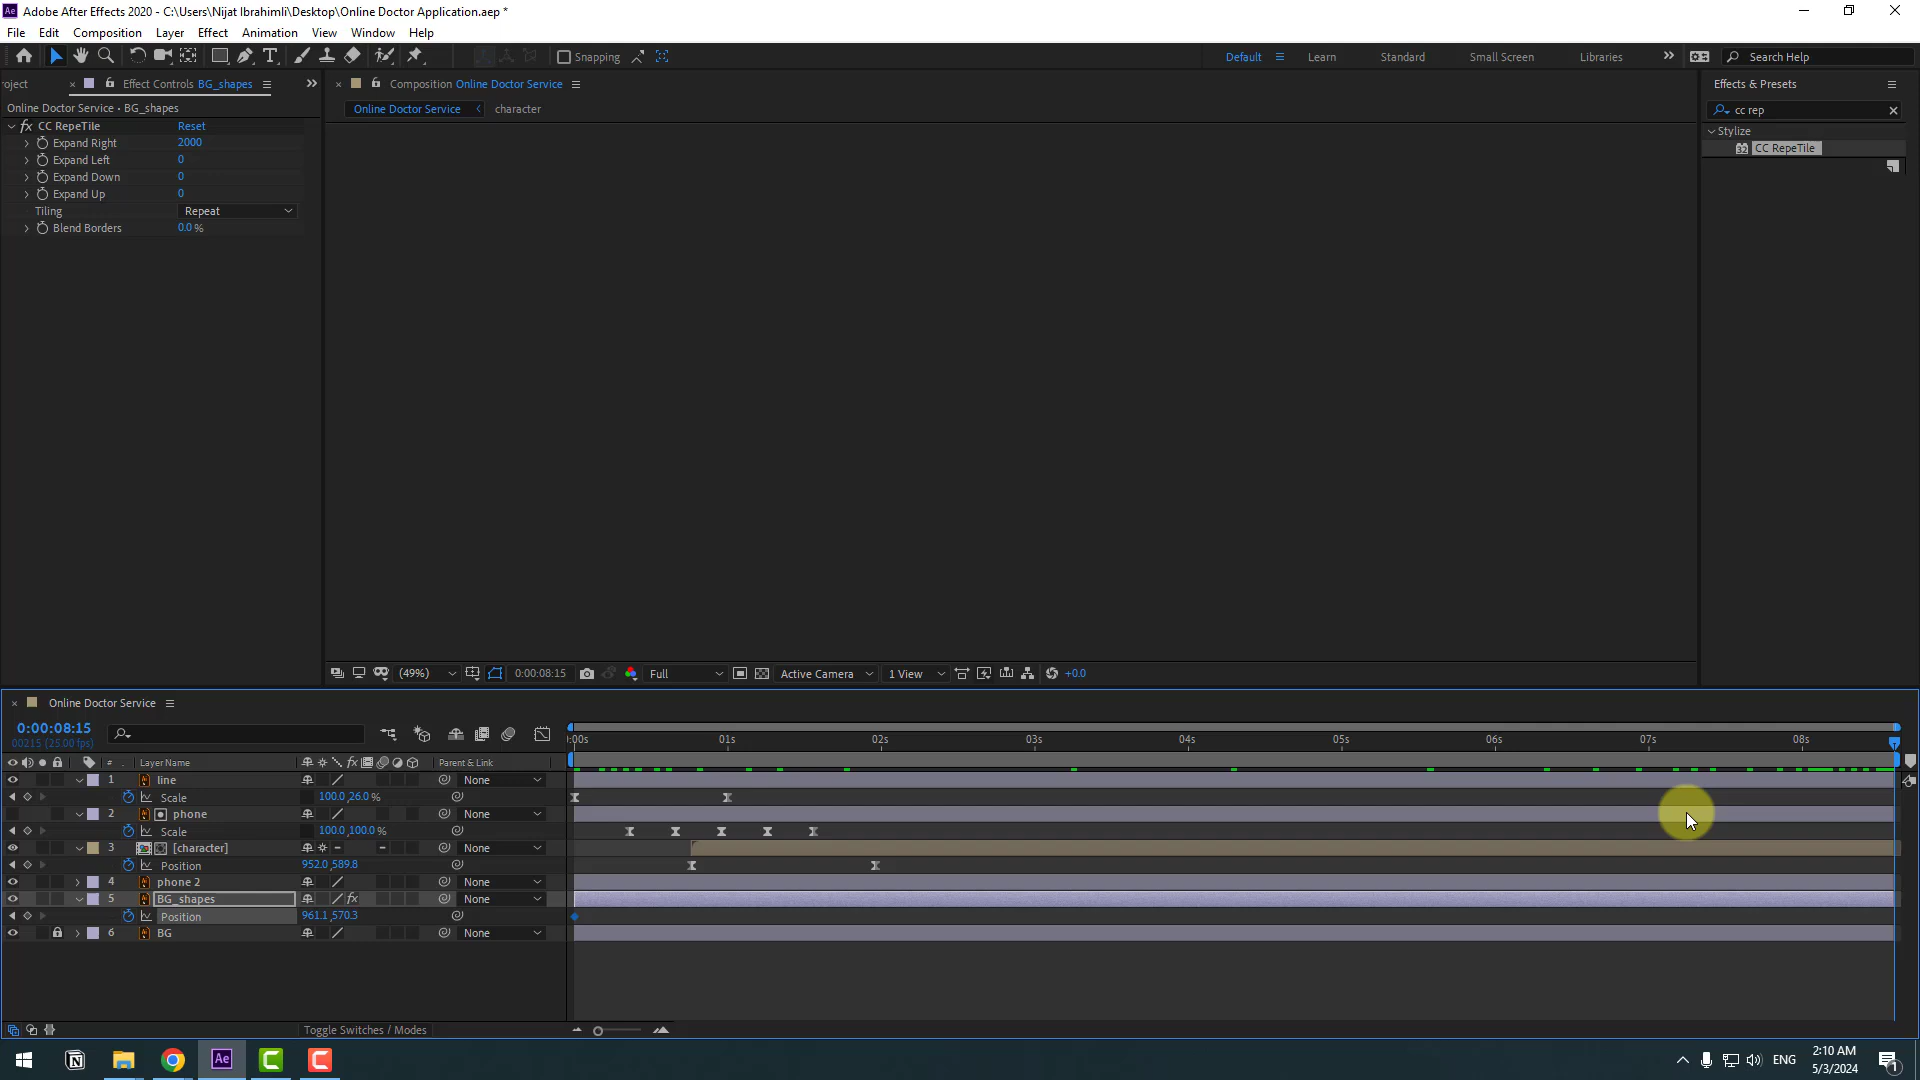 Adobe After Effects 2020 - C:\Users\Nijat Ibrahimli\Desktop\Online Doctor Application.aep *
File Edit Composition Layer Effect Animation View Window Help
Snapping Default Learn Standard Small Screen Libraries Search Help
roject Effect Controls BG_shapes Composition Online Doctor Service Effects & Presets
Online Doctor Service • BG_shapes Online Doctor Service character cc rep
fx CC RepeTile Reset Stylize
Expand Right 2000 CC RepeTile
Expand Left 0
Expand Down 0
Expand Up 0
Tiling Repeat
Blend Borders 0.0 %
(49%) 0:00:08:15 Full Active Camera 1 View +0.0
Online Doctor Service
0:00:08:15
00215 (25.00 fps)
:00s 01s 02s 03s 04s 05s 06s 07s 08s
# . Layer Name Parent & Link
1 line None
Scale 100.0,26.0 %
2 phone None
Scale 100.0,100.0 %
3 [character] None
Position 952.0,589.8
4 phone 2 None
5 BG_shapes fx None
Position 961.1,570.3
6 BG None
Toggle Switches / Modes
Ae ENG 2:10 AM
5/3/2024
1